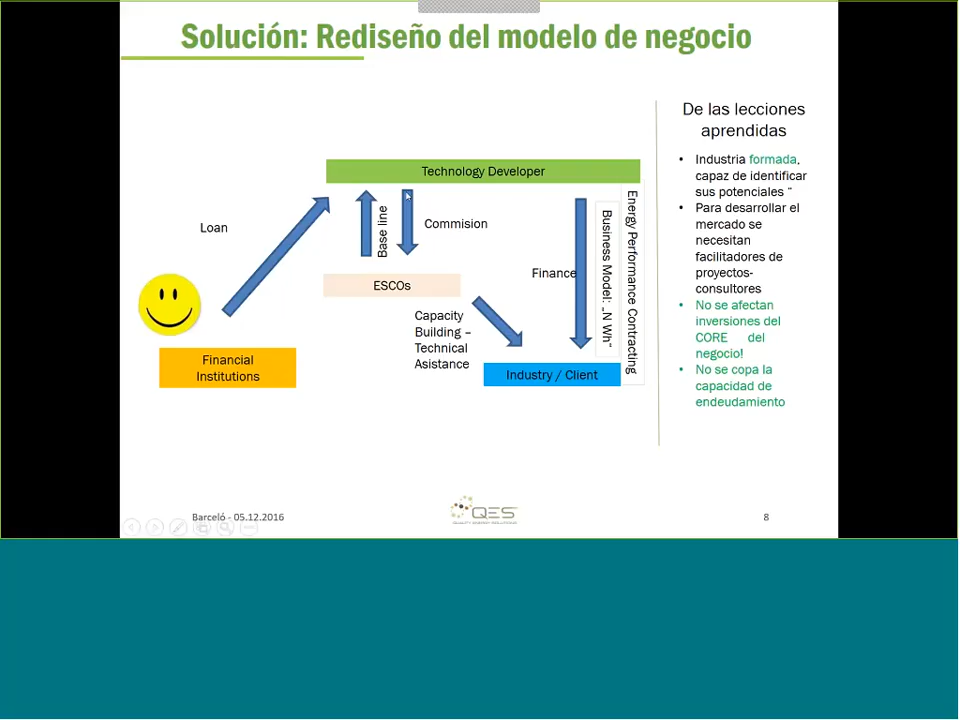 Solución: Rediseño del modelo de negocio
Technology Developer
Loan
Base line
Commision
ESCOs
Finance
Business Model: „N Wh“
Energy Performance Contracting
Capacity
Building –
Technical
Asistance
Financial
Institutions
Industry / Client
De las lecciones
aprendidas
• Industria formada,
capaz de identificar
sus potenciales “
• Para desarrollar el
mercado se
necesitan
facilitadores de
proyectos-
consultores
• No se afectan
inversiones del
CORE del
negocio!
• No se copa la
capacidad de
endeudamiento
Barceló - 05.12.2016
QES
QUALITY ENERGY SOLUTIONS
8